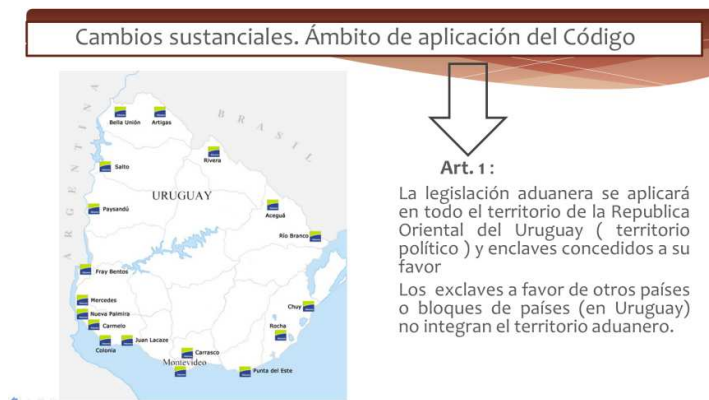 Cambios sustanciales. Ámbito de aplicación del Código
Art. 1 :
La legislación aduanera se aplicará
en todo el territorio de la Republica
Oriental del Uruguay ( territorio
político ) y enclaves concedidos a su
favor
Los exclaves a favor de otros países
o bloques de países (en Uruguay)
no integran el territorio aduanero.
ARGENTINA
BRASIL
URUGUAY
Bella Unión
Artigas
Rivera
Salto
Paysandú
Aceguá
Río Branco
Fray Bentos
Mercedes
Nueva Palmira
Carmelo
Colonia
Juan Lacaze
Chuy
Rocha
Carrasco
Montevideo
Punta del Este